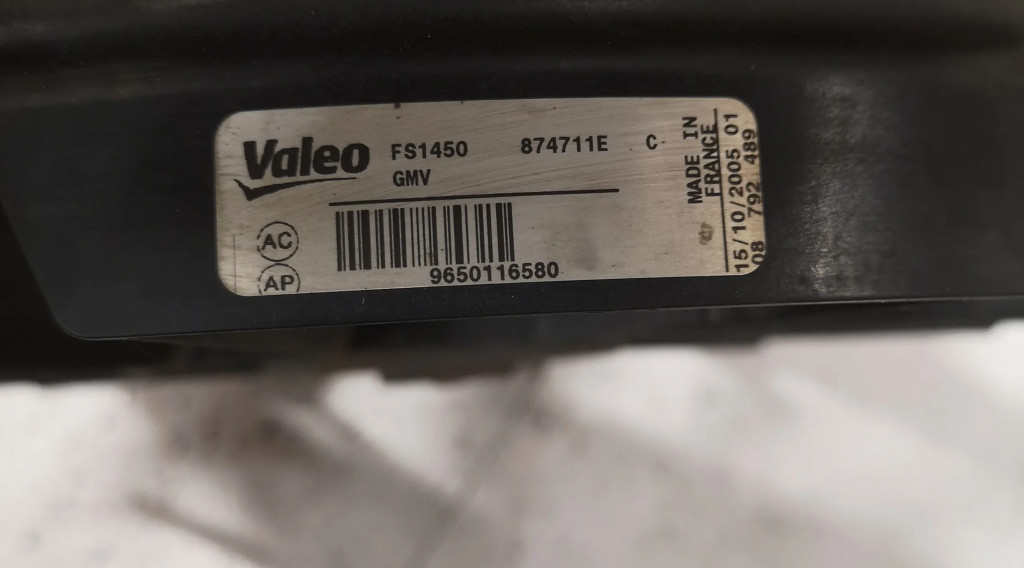 Valeo FS1450 874711E C
GMV
AC
AP
9650116580
MADE IN
FRANCE
15/10/2005 01
08 792 489